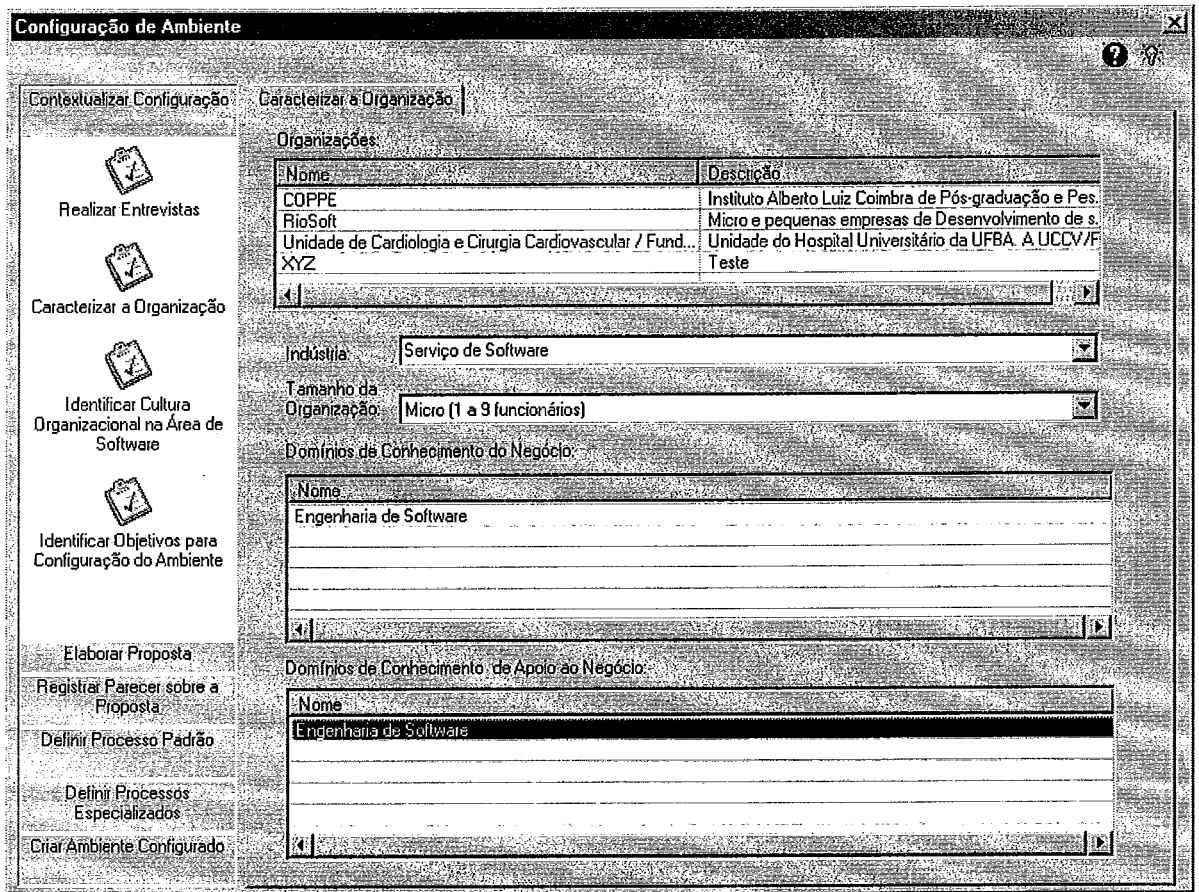 Configuração de Ambiente
Contextualizar Configuração
Realizar Entrevistas
Caracterizar a Organização
Identificar Cultura
Organizacional na Área de
Software
Identificar Objetivos para
Configuração do Ambiente
Elaborar Proposta
Registrar Parecer sobre a
Proposta
Definir Processo Padrão
Definir Processos
Especializados
Criar Ambiente Configurado
Caracterizar a Organização
Organizações:
Nome Descrição
COPPE Instituto Alberto Luiz Coimbra de Pós-graduação e Pes.
RioSoft Micro e pequenas empresas de Desenvolvimento de s.
Unidade de Cardiologia e Cirurgia Cardiovascular / Fund... Unidade do Hospital Universitário da UFBA. A UCCV/F
XYZ Teste
Indústria: Serviço de Software
Tamanho da
Organização: Micro (1 a 9 funcionários)
Domínios de Conhecimento do Negócio:
Nome
Engenharia de Software
Domínios de Conhecimento de Apoio ao Negócio:
Nome
Engenharia de Software